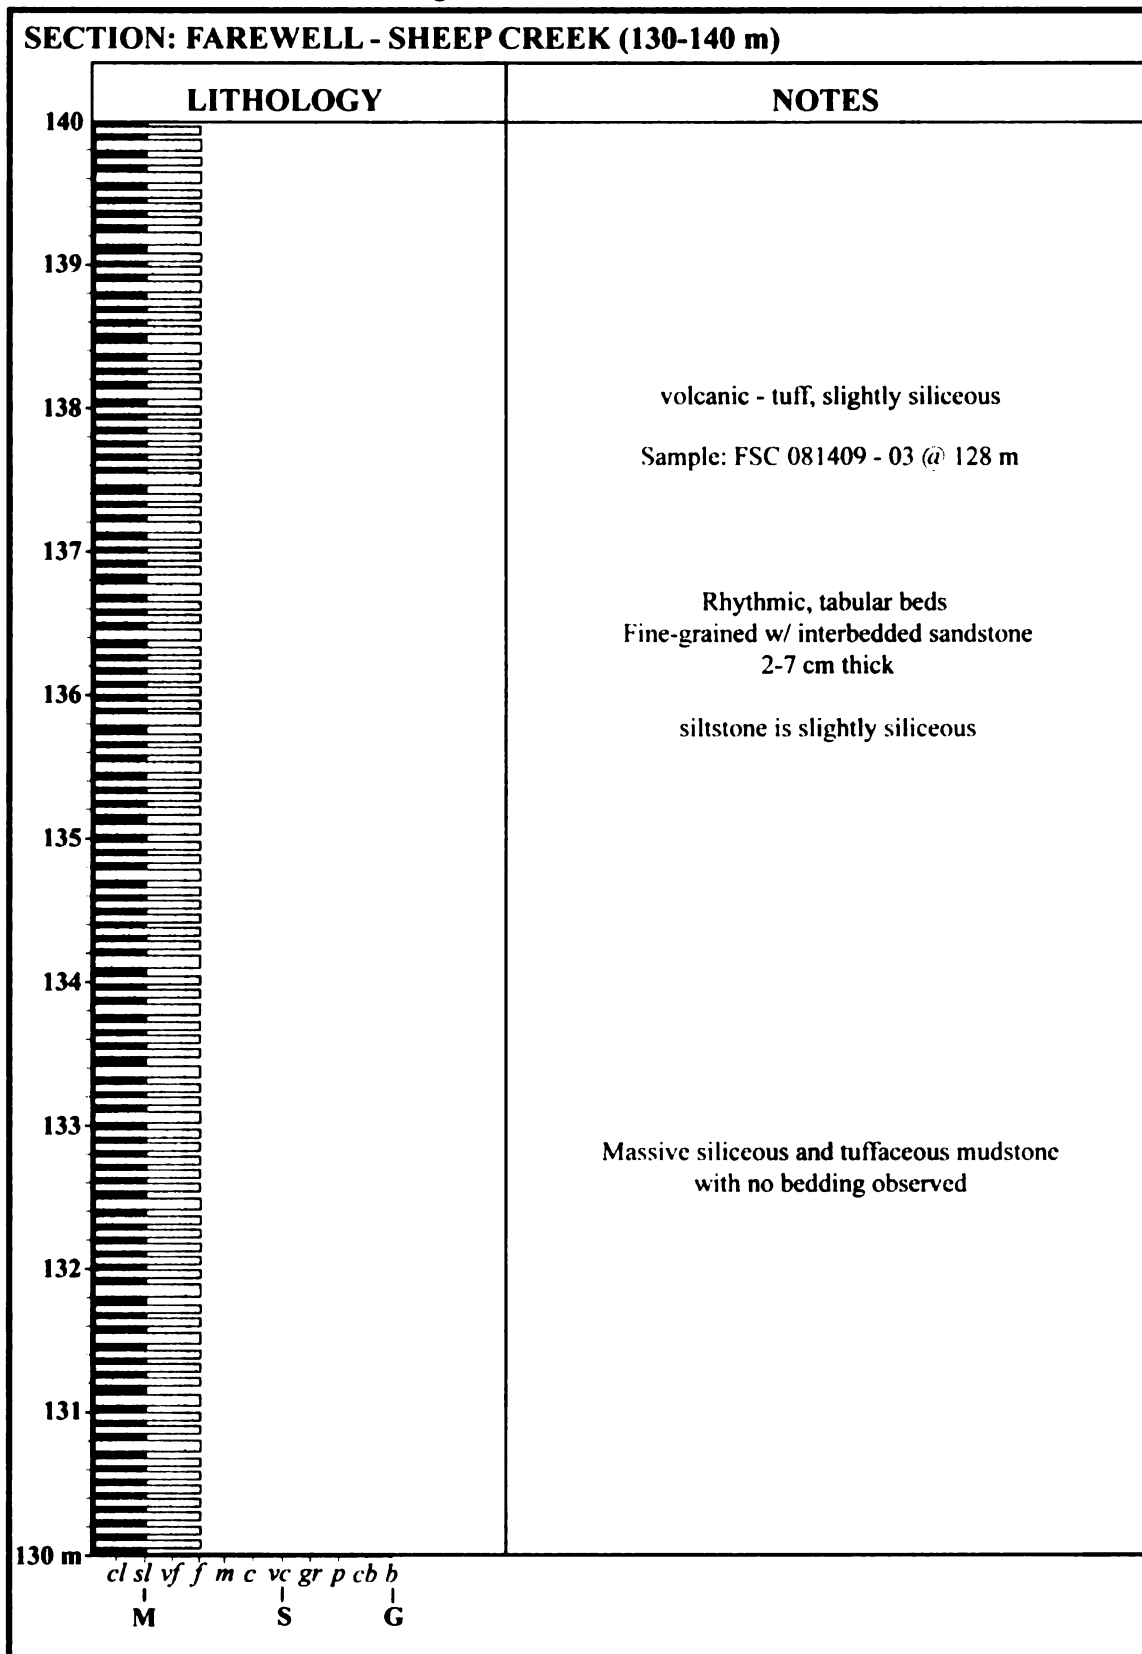 SECTION: FAREWELL - SHEEP CREEK (130-140 m)
LITHOLOGY
NOTES
140
139
138
137
136
135
134
133
132
131
130 m
volcanic - tuff, slightly siliceous
Sample: FSC 081409 - 03 @ 128 m
Rhythmic, tabular beds
Fine-grained w/ interbedded sandstone
2-7 cm thick
siltstone is slightly siliceous
Massive siliceous and tuffaceous mudstone
with no bedding observed
cl sl vf f m c vc gr p cb b
M S G